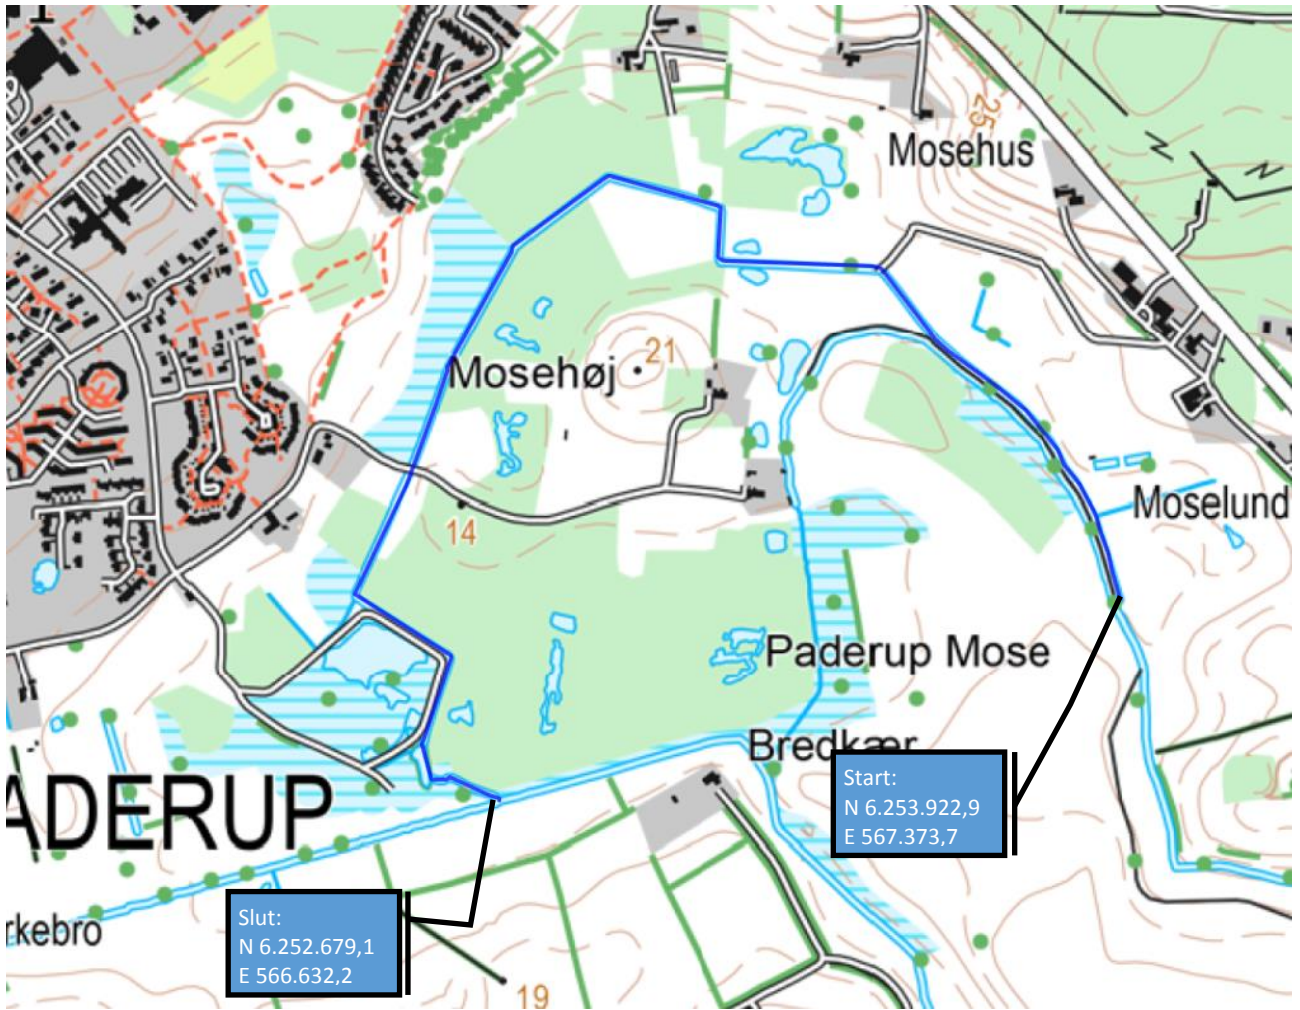 25
Mosehus
Mosehøj
21
Moselund
14
Paderup Mose
Bredkær
Start:
N 6.253.922,9
E 567.373,7
ADERUP
Slut:
N 6.252.679,1
E 566.632,2
rkebro
19